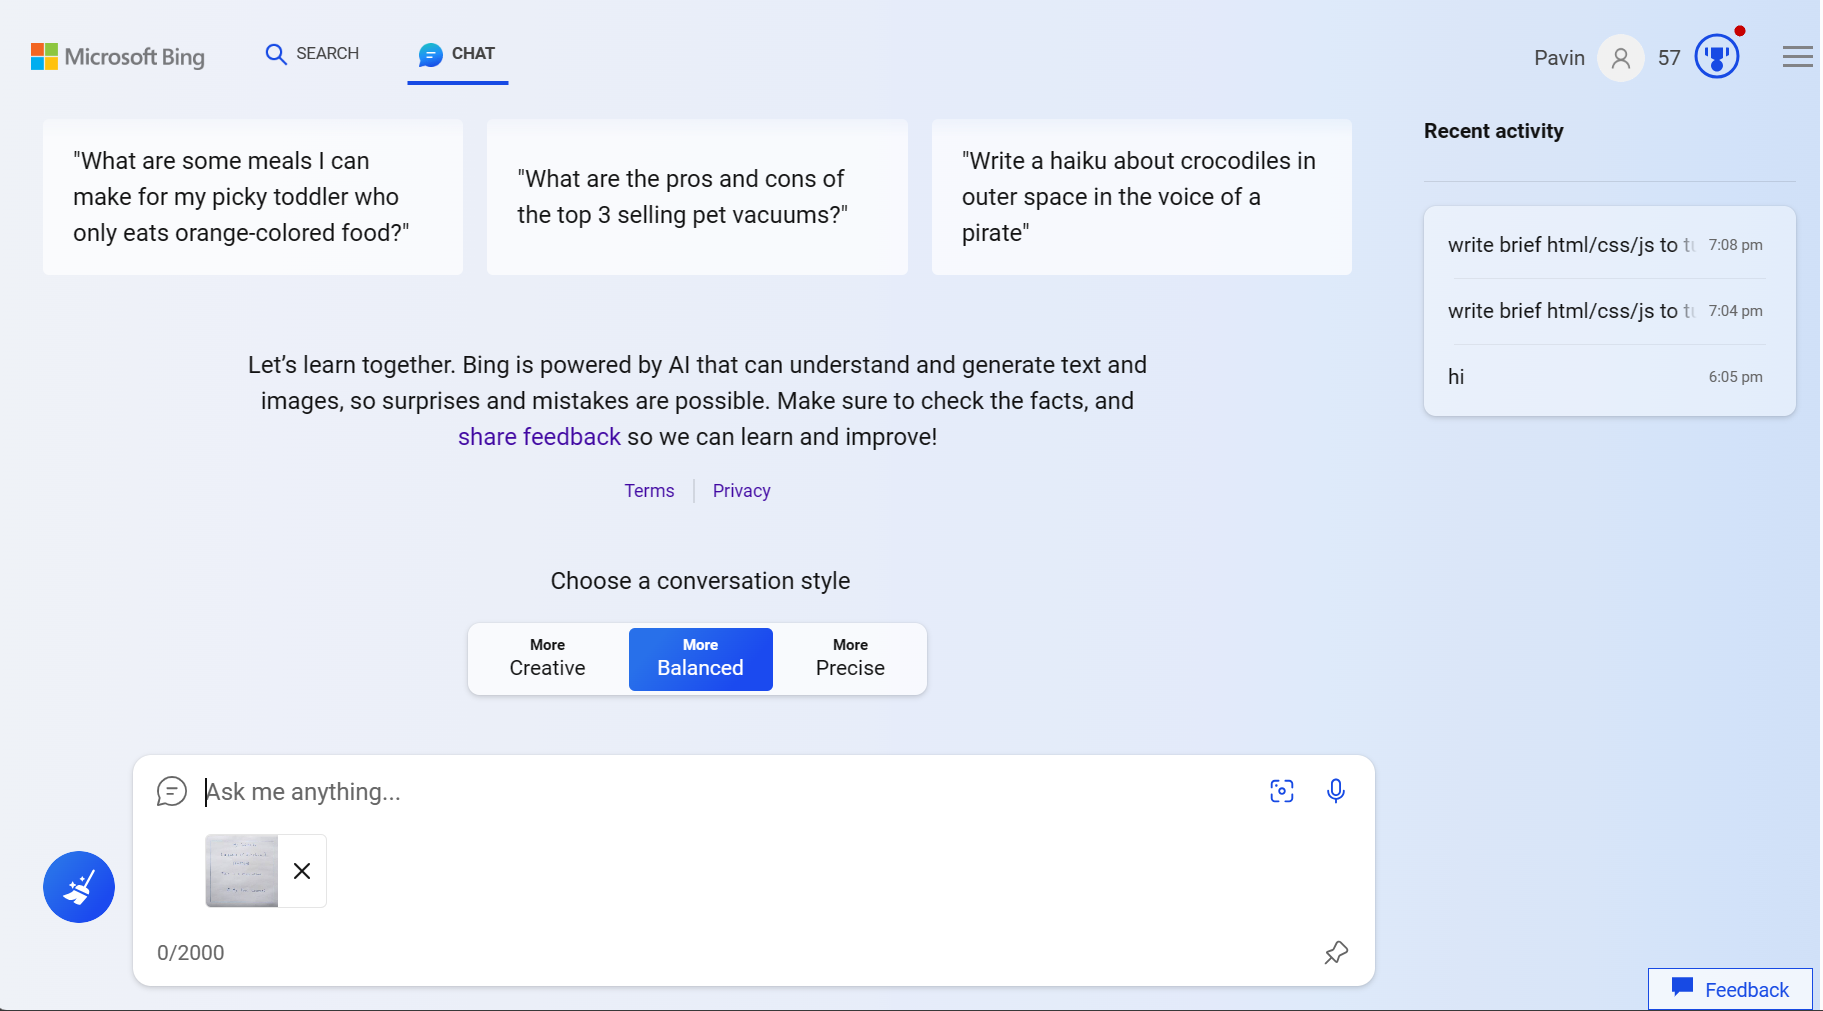 Microsoft Bing
SEARCH
CHAT
Pavin
57
"What are some meals I can
make for my picky toddler who
only eats orange-colored food?"
"What are the pros and cons of
the top 3 selling pet vacuums?"
"Write a haiku about crocodiles in
outer space in the voice of a
pirate"
Let’s learn together. Bing is powered by AI that can understand and generate text and
images, so surprises and mistakes are possible. Make sure to check the facts, and
share feedback so we can learn and improve!
Terms
Privacy
Choose a conversation style
More
Creative
More
Balanced
More
Precise
Ask me anything...
0/2000
Recent activity
write brief html/css/js to
7:08 pm
write brief html/css/js to
7:04 pm
hi
6:05 pm
Feedback